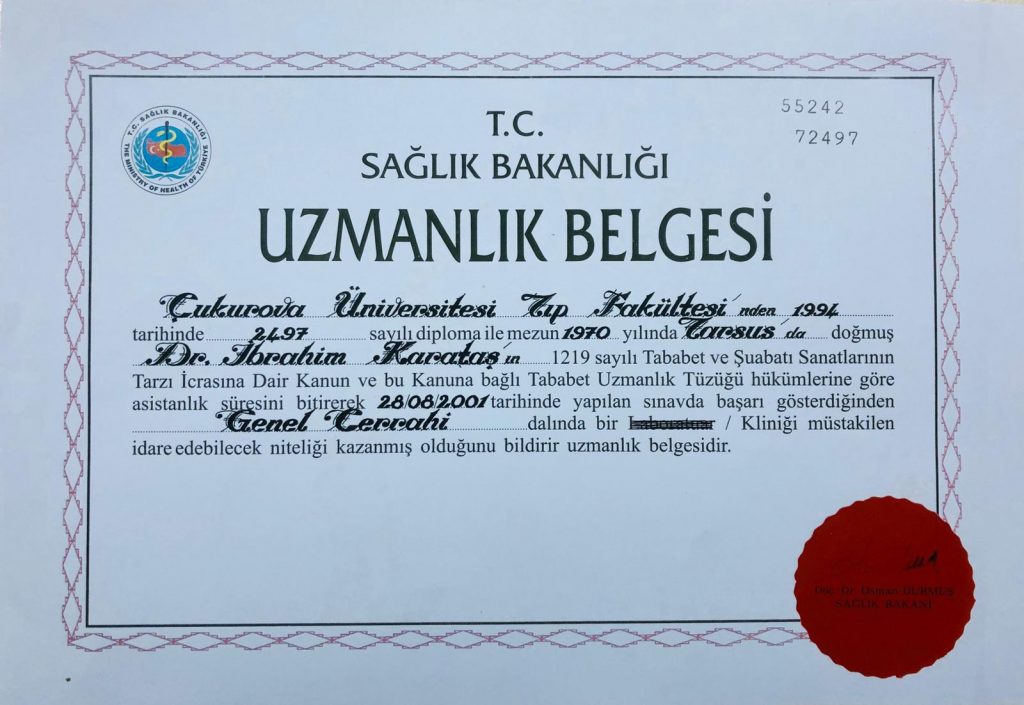 T.C. SAĞLIK BAKANLIĞI
THE MINISTRY OF HEALTH OF TÜRKİYE
55242
72497
T.C.
SAĞLIK BAKANLIĞI
UZMANLIK BELGESİ
Çukurova Üniversitesi Tıp Fakültesi'nden 1994
tarihinde 2497 sayılı diploma ile mezun 1970 yılında Tarsus'da doğmuş
Dr. İbrahim Karataş'ın 1219 sayılı Tababet ve Şuabatı Sanatlarının
Tarzı İcrasına Dair Kanun ve bu Kanuna bağlı Tababet Uzmanlık Tüzüğü hükümlerine göre
asistanlık süresini bitirerek 28/08/2001 tarihinde yapılan sınavda başarı gösterdiğinden
Genel Cerrahi dalında bir Laboratuar / Kliniği müstakilen
idare edebilecek niteliği kazanmış olduğunu bildirir uzmanlık belgesidir.
Doç. Dr. Osman DURMUŞ
SAĞLIK BAKANI